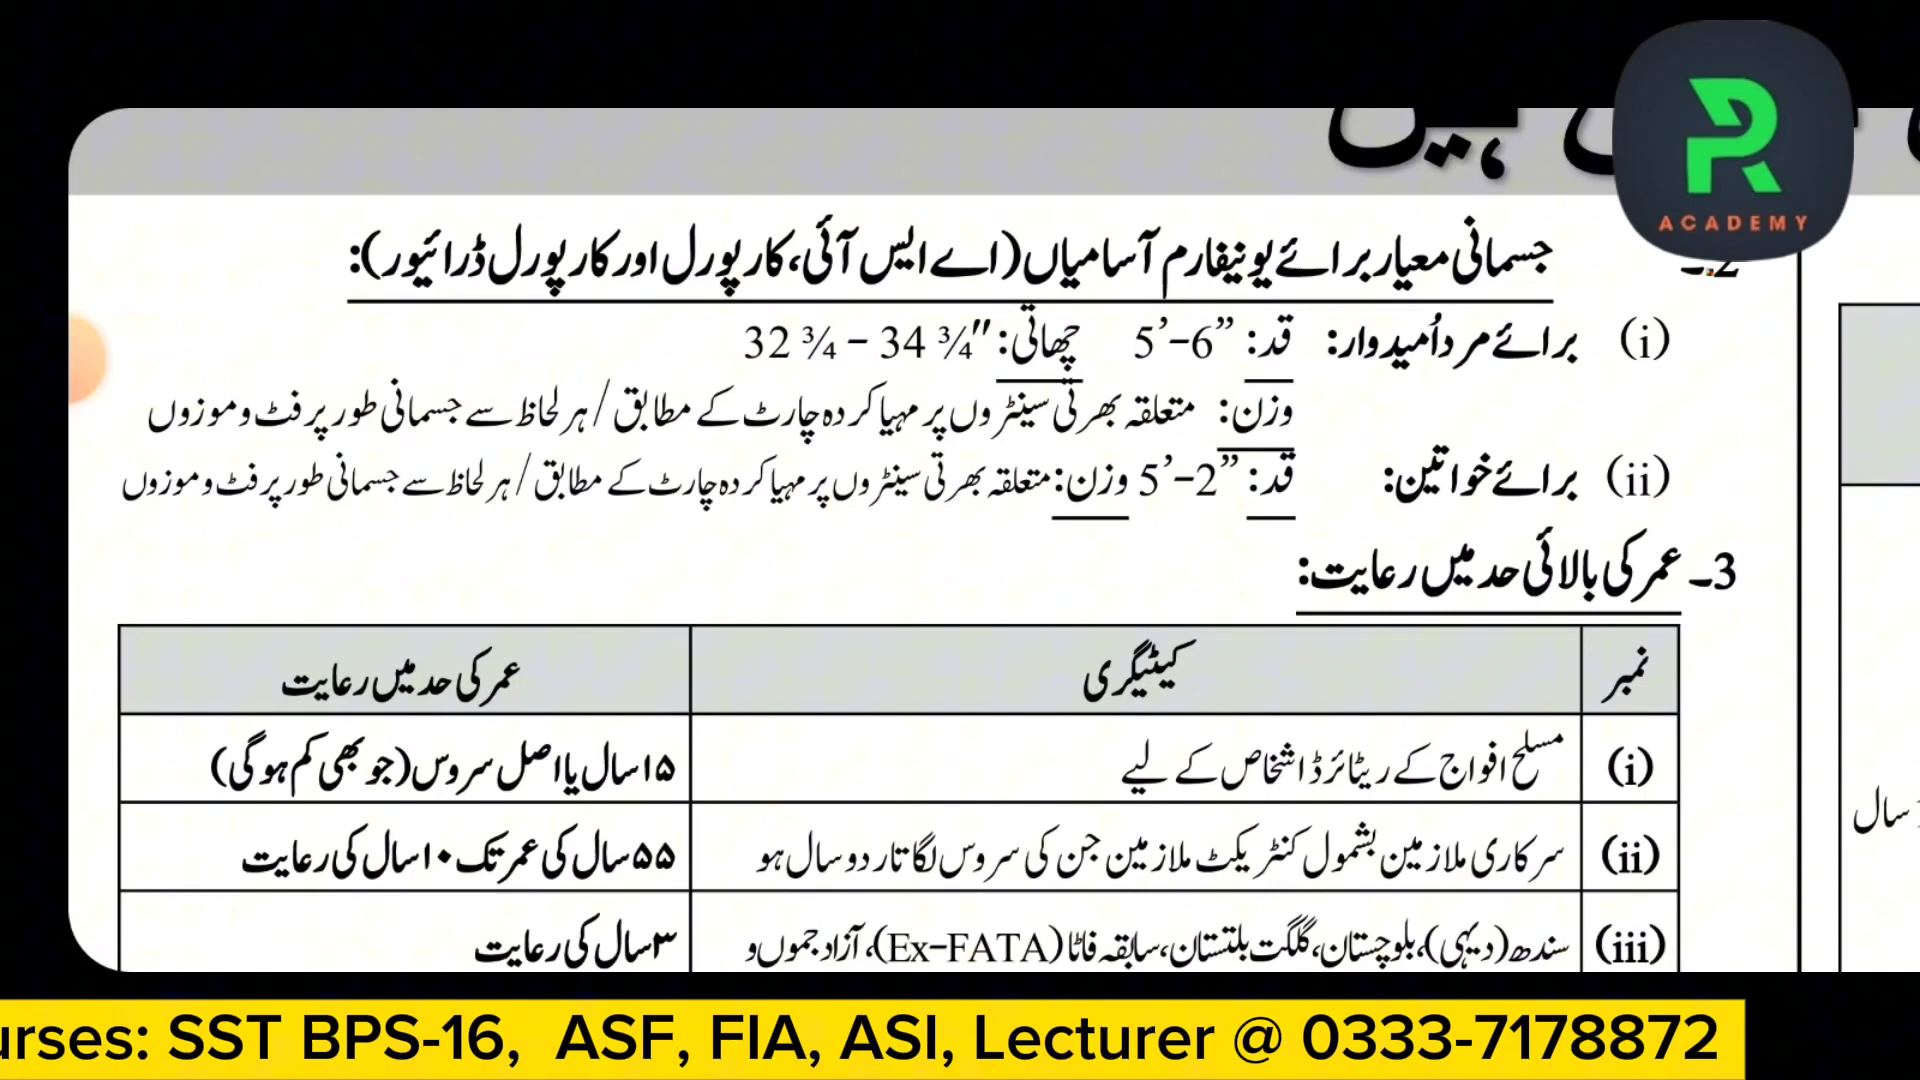 ہیں
ACADEMY
2۔ جسمانی معیار برائے یونیفارم آسامیاں (اے ایس آئی، کارپورل اور کارپورل ڈرائیور):
(i) برائے مرد اُمیدوار: قد: 5’–6” چھاتی: 32 ¾ – 34 ¾"
وزن: متعلقہ بھرتی سینٹروں پر مہیا کردہ چارٹ کے مطابق / ہر لحاظ سے جسمانی طور پر فٹ و موزوں
(ii) برائے خواتین: قد: 5’–2” وزن: متعلقہ بھرتی سینٹروں پر مہیا کردہ چارٹ کے مطابق / ہر لحاظ سے جسمانی طور پر فٹ و موزوں
3۔ عمر کی بالائی حد میں رعایت:
نمبر کیٹیگری عمر کی حد میں رعایت
(i) مسلح افواج کے ریٹائرڈ اشخاص کے لیے ۱۵ سال یا اصل سروس (جو بھی کم ہو گی)
(ii) سرکاری ملازمین بشمول کنٹریکٹ ملازمین جن کی سروس لگاتار دو سال ہو ۵۵ سال کی عمر تک ۱۰ سال کی رعایت
(iii) سندھ (دیہی)، بلوچستان، گلگت بلتستان، سابقہ فاٹا (Ex–FATA)، آزاد جموں و ۳ سال کی رعایت
سال
urses: SST BPS-16, ASF, FIA, ASI, Lecturer @ 0333-7178872